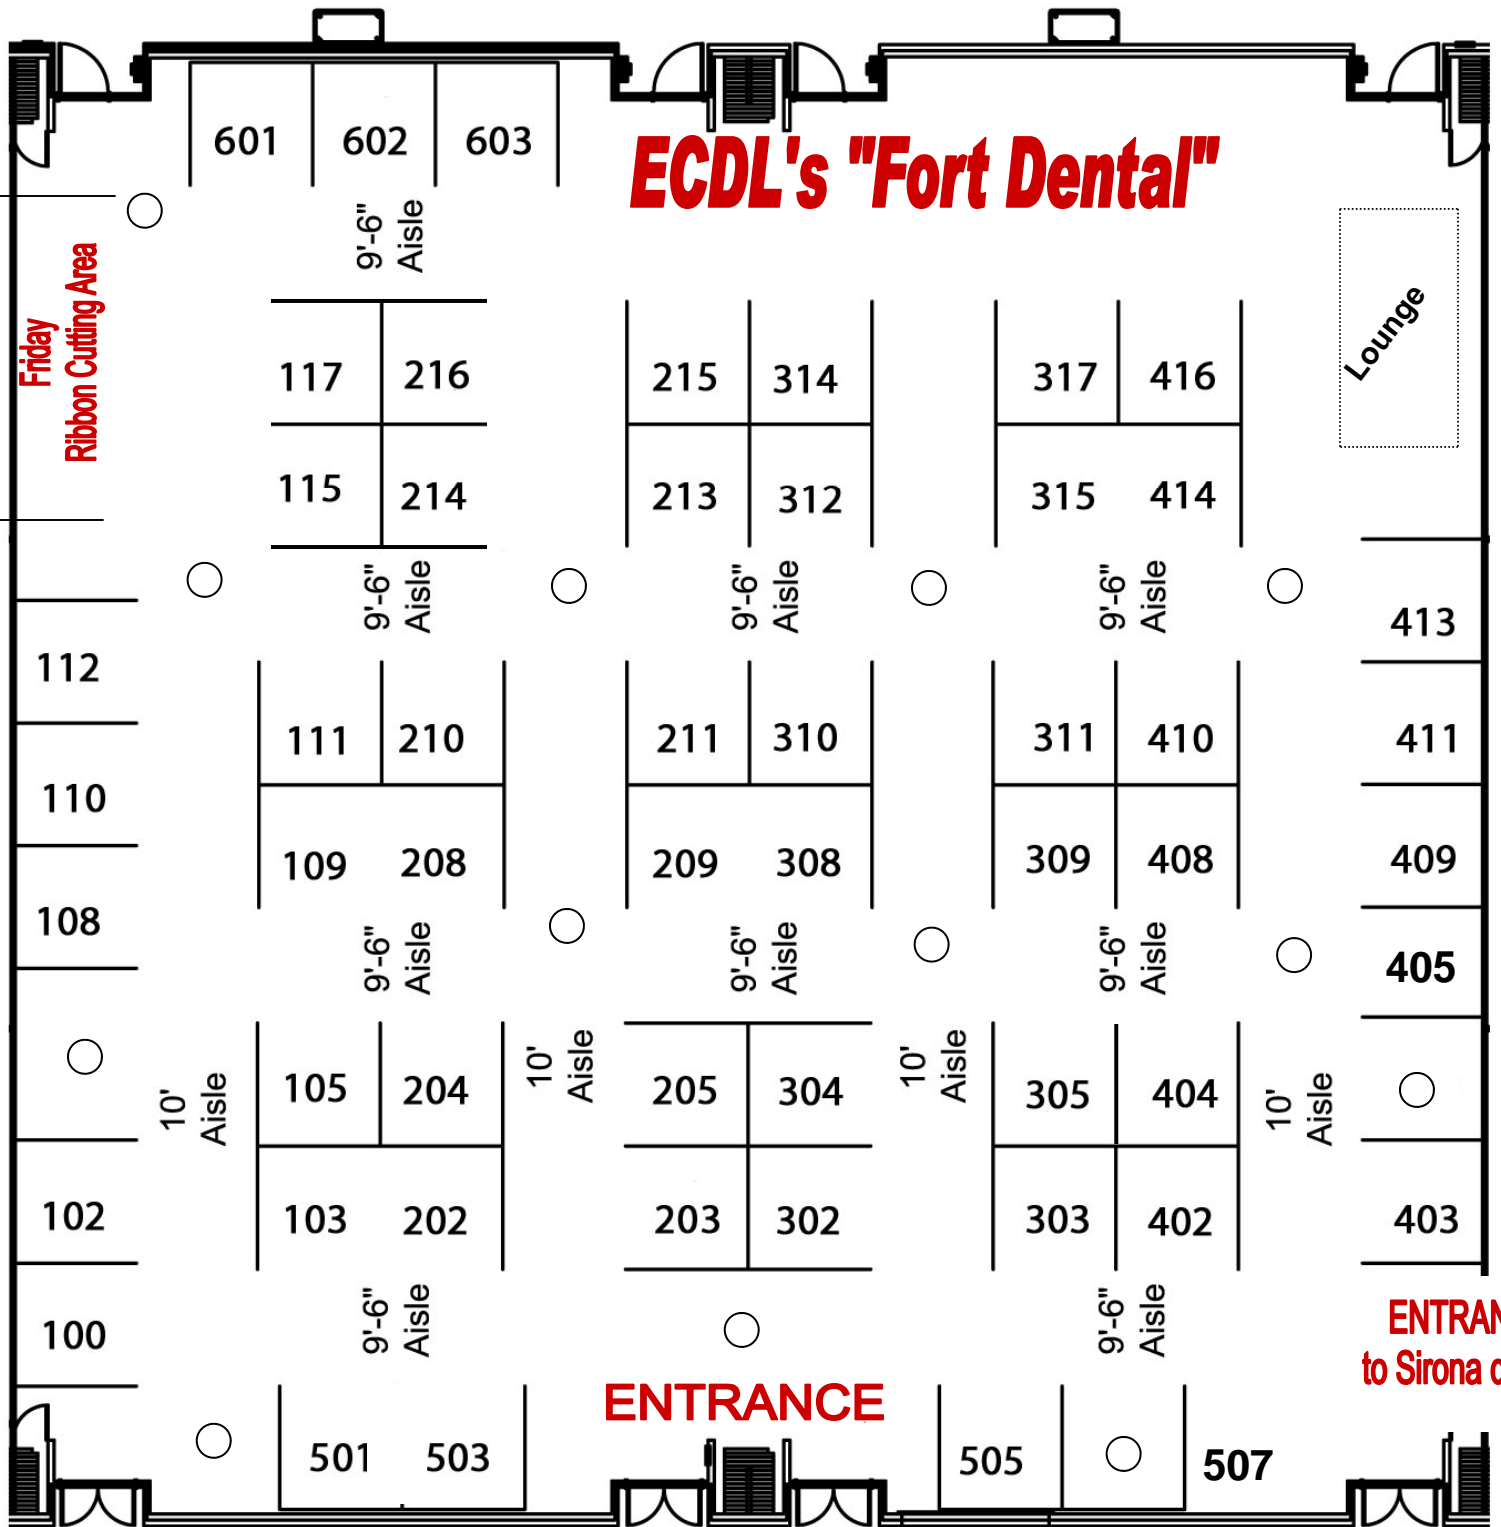 601 602 603
ECDL's "Fort Dental"
9'-6"
Aisle
Friday
Ribbon Cutting Area
Lounge
117 216 215 314 317 416
115 214 213 312 315 414
9'-6"
Aisle
9'-6"
Aisle
9'-6"
Aisle
413
112
111 210 211 310 311 410 411
110
109 208 209 308 309 408 409
108
9'-6"
Aisle
9'-6"
Aisle
9'-6"
Aisle
405
10'
Aisle
105 204
10'
Aisle
205 304
10'
Aisle
305 404
10'
Aisle
102 103 202 203 302 303 402 403
100
9'-6"
Aisle
9'-6"
Aisle
ENTRAN
to Sirona
ENTRANCE
501 503 505 507